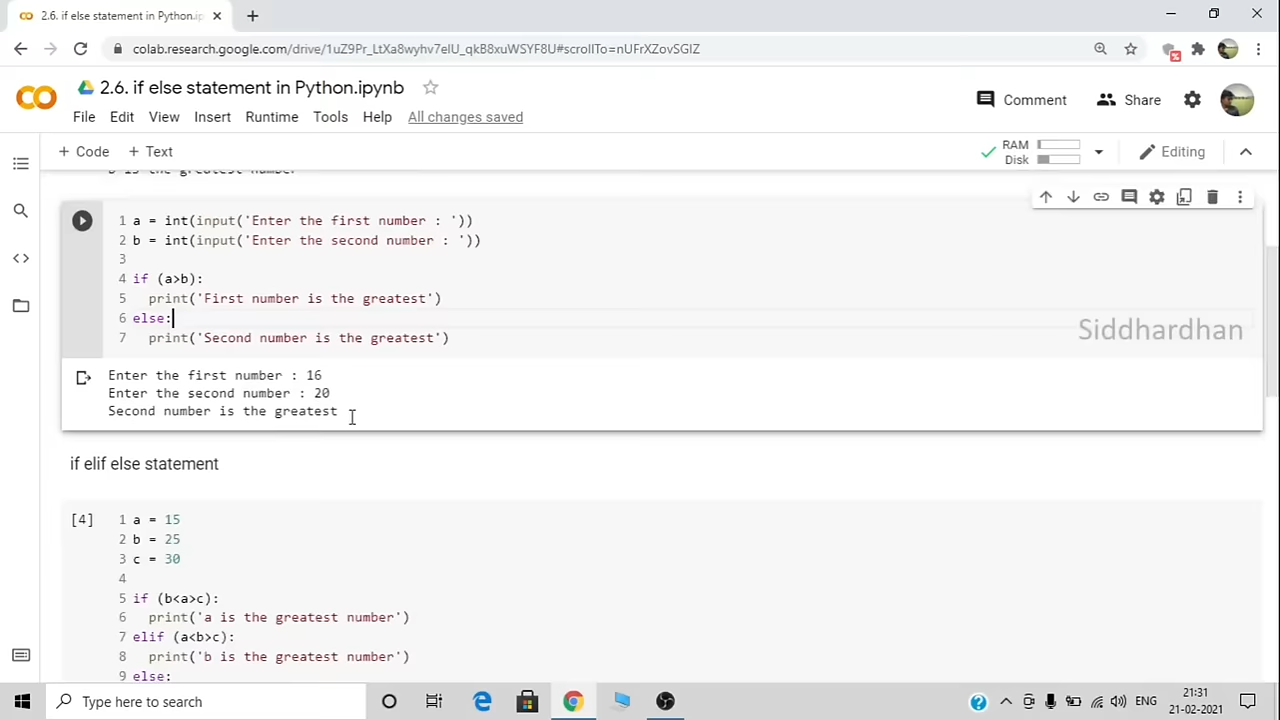 2.6. if else statement in Python.ip
colab.research.google.com/drive/1uZ9Pr_LtXa8wyhv7elU_qkB8xuWSYF8U#scrollTo=nUFrXZovSGIZ
2.6. if else statement in Python.ipynb
Comment
Share
File Edit View Insert Runtime Tools Help All changes saved
+ Code + Text
RAM
Disk
Editing
is the greatest number
1 a = int(input('Enter the first number : '))
2 b = int(input('Enter the second number : '))
3
4 if (a>b):
5 print('First number is the greatest')
6 else:
7 print('Second number is the greatest')
Siddhardhan
Enter the first number : 16
Enter the second number : 20
Second number is the greatest
if elif else statement
[4]
1 a = 15
2 b = 25
3 c = 30
4
5 if (b<a>c):
6 print('a is the greatest number')
7 elif (a<b>c):
8 print('b is the greatest number')
9 else:
Type here to search
ENG
21:31
21-02-2021